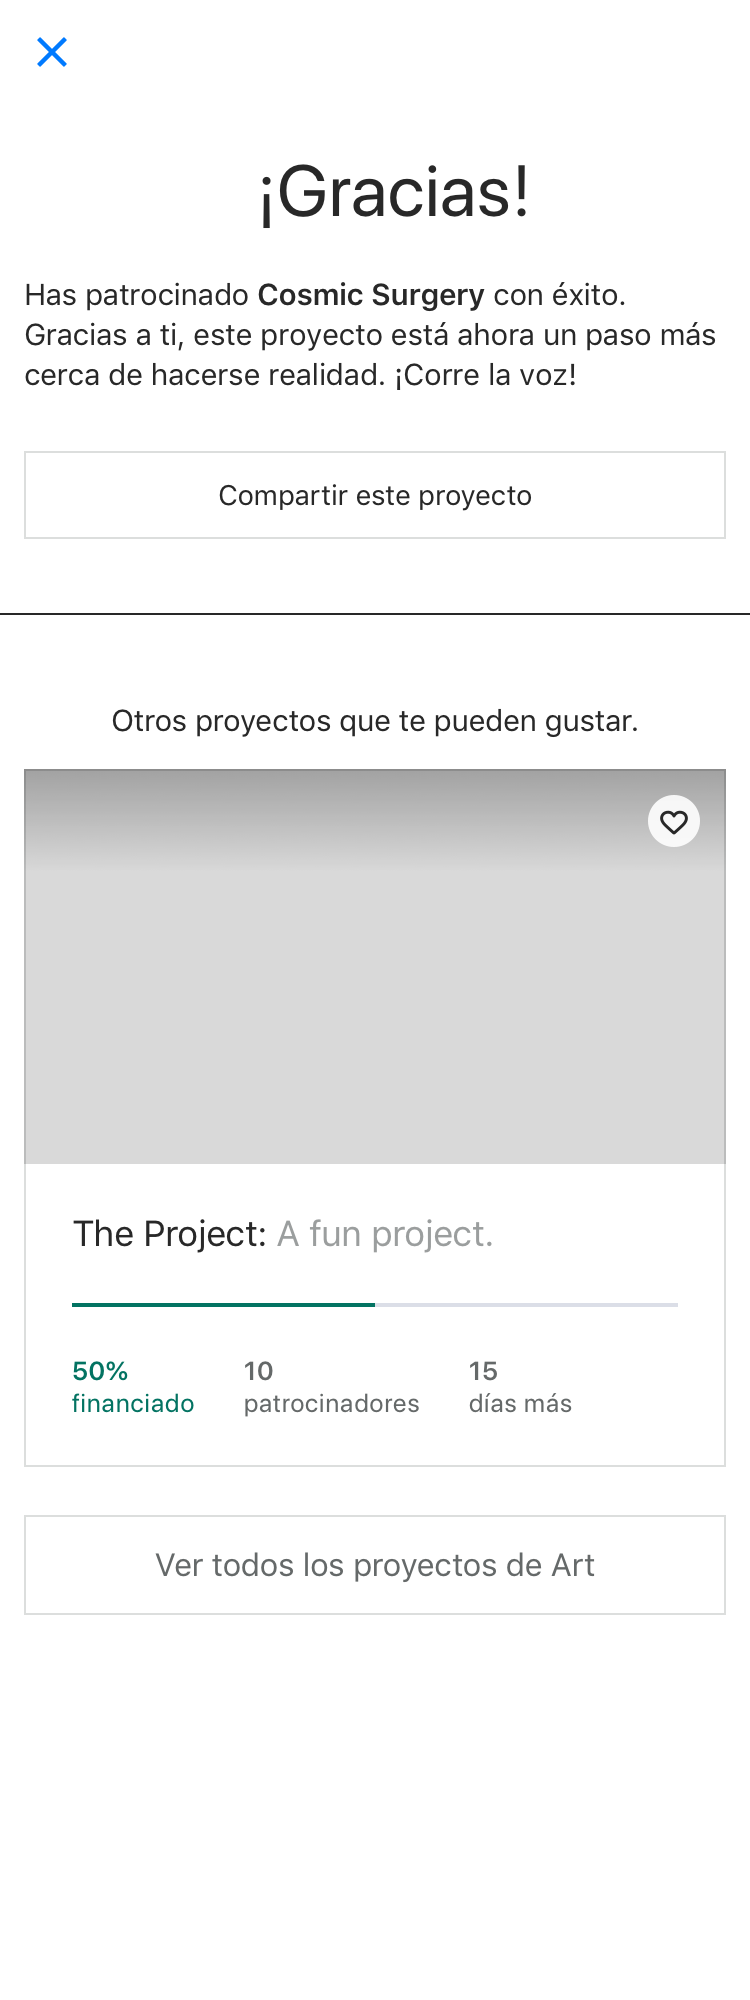 ¡Gracias!
Has patrocinado Cosmic Surgery con éxito.
Gracias a ti, este proyecto está ahora un paso más
cerca de hacerse realidad. ¡Corre la voz!
Compartir este proyecto
Otros proyectos que te pueden gustar.
The Project: A fun project.
50%
financiado
10
patrocinadores
15
días más
Ver todos los proyectos de Art